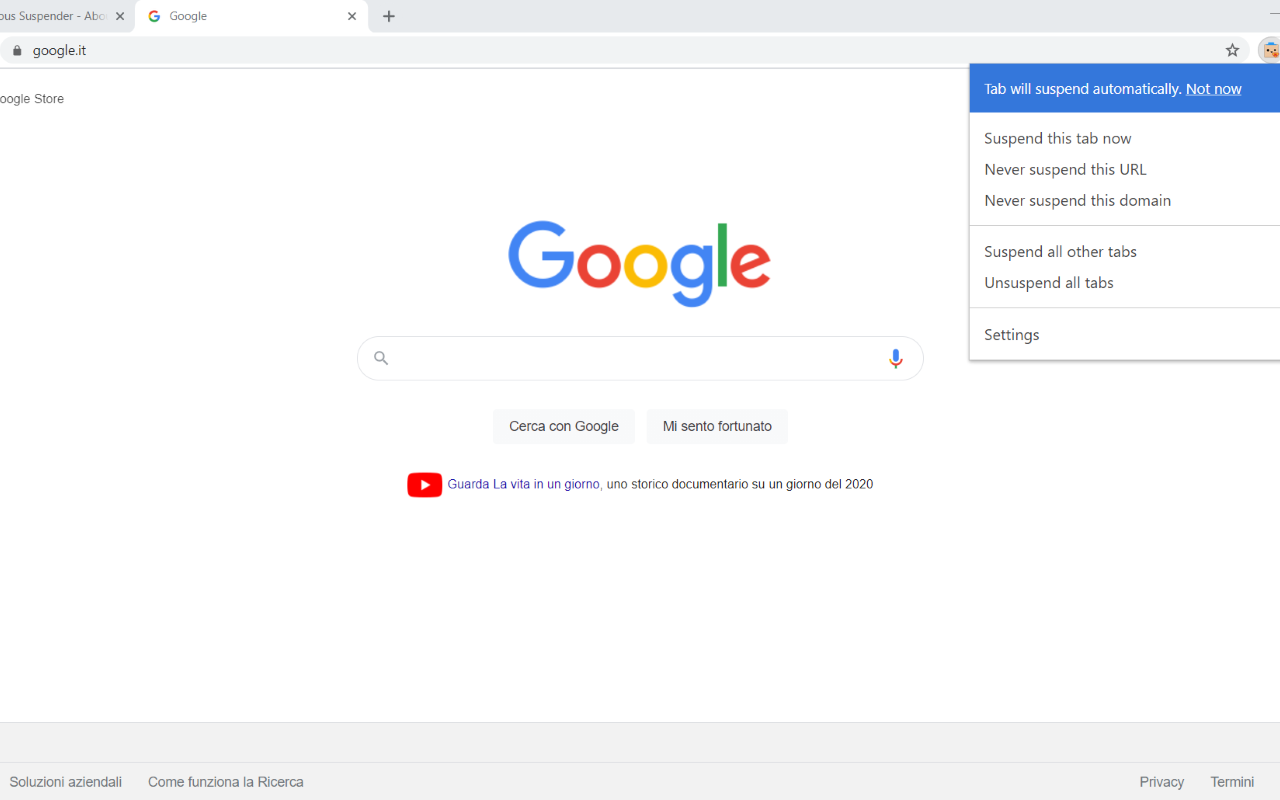 ous Suspender - Abo
Google
google.it
oogle Store
Tab will suspend automatically. Not now
Suspend this tab now
Never suspend this URL
Never suspend this domain
Suspend all other tabs
Unsuspend all tabs
Settings
Google
Cerca con Google
Mi sento fortunato
Guarda La vita in un giorno, uno storico documentario su un giorno del 2020
Soluzioni aziendali
Come funziona la Ricerca
Privacy
Termini